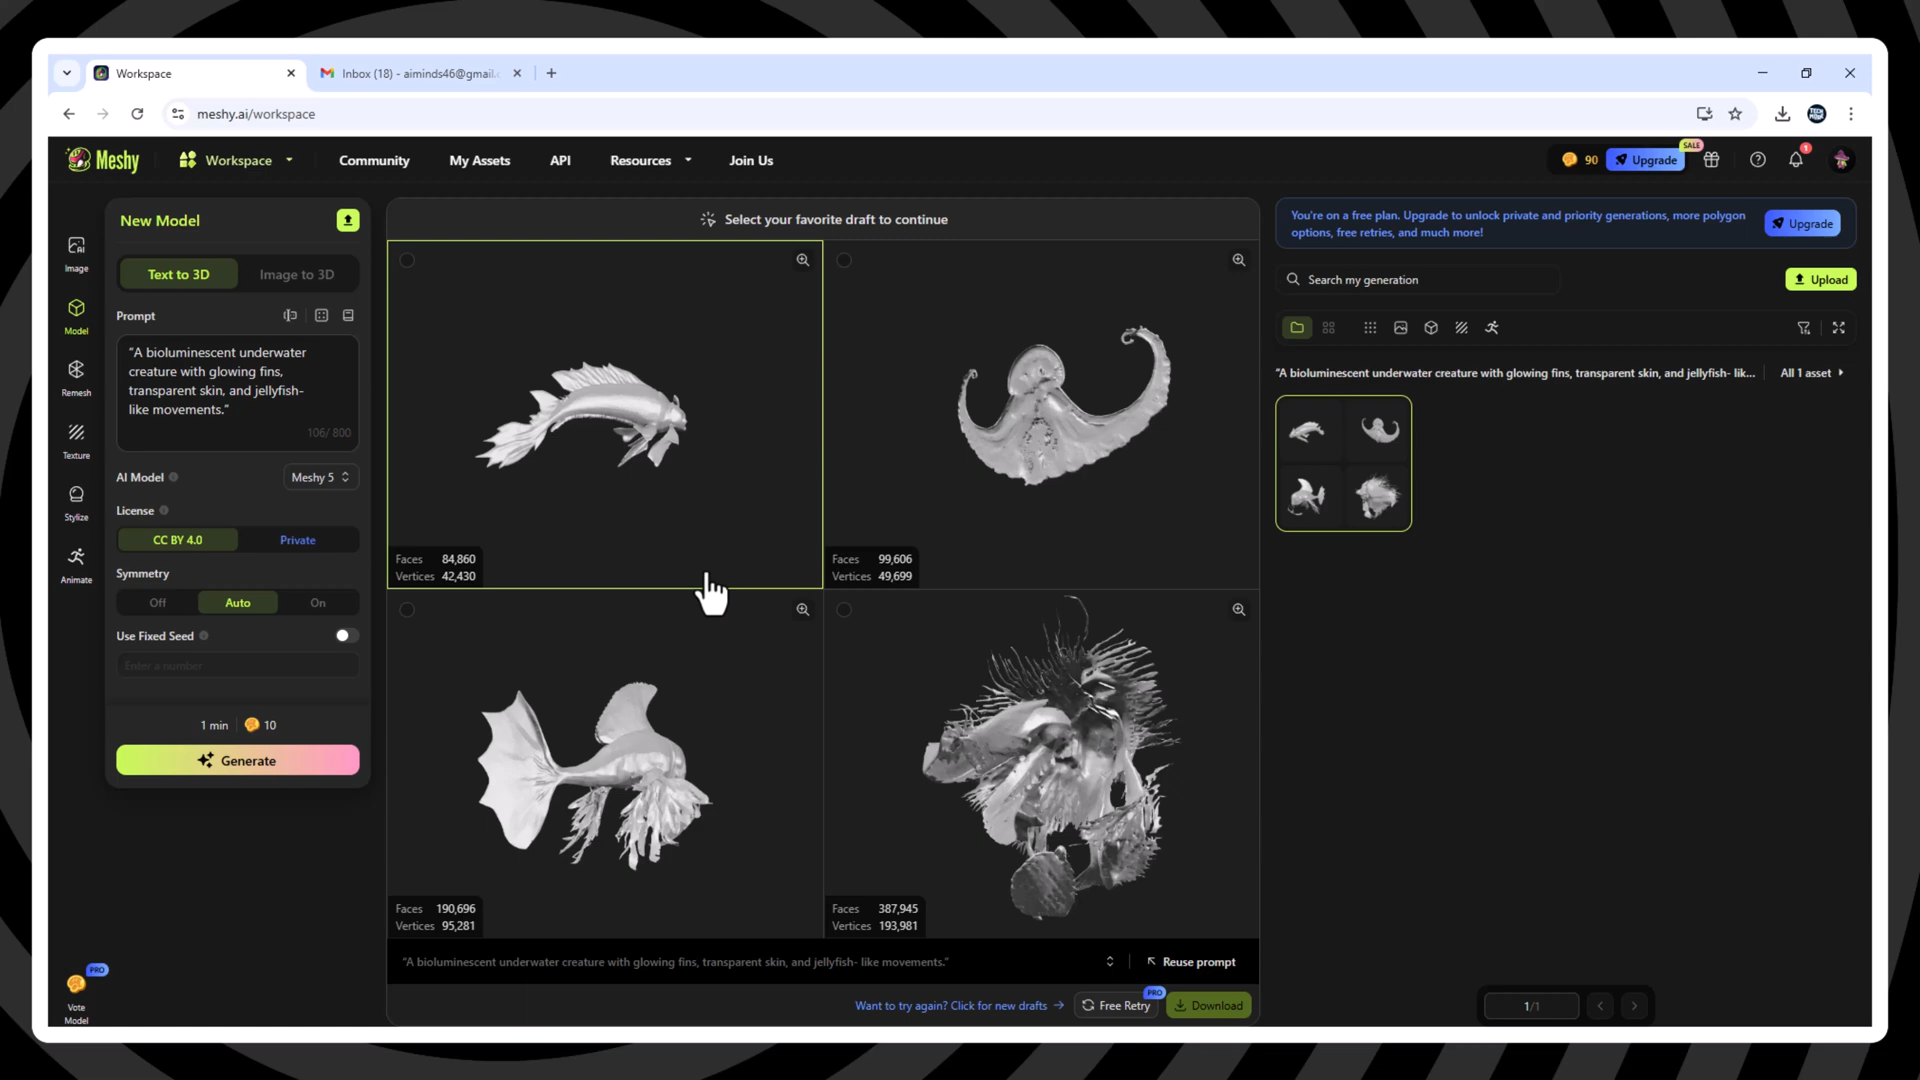 Workspace
Inbox (18) - aiminds46@gmail.c
meshy.ai/workspace
TECH
Meshy
Workspace
Community
My Assets
API
Resources
Join Us
90
Upgrade
SALE
1
New Model
Text to 3D
Image to 3D
Prompt
“A bioluminescent underwater
creature with glowing fins,
transparent skin, and jellyfish-
like movements.”
106/ 800
AI Model
Meshy 5
License
CC BY 4.0
Private
Symmetry
Off
Auto
On
Use Fixed Seed
Enter a number
1 min
10
Generate
Image
Model
Remesh
Texture
Stylize
Animate
PRO
Vote
Model
Select your favorite draft to continue
Faces 84,860
Vertices 42,430
Faces 99,606
Vertices 49,699
Faces 190,696
Vertices 95,281
Faces 387,945
Vertices 193,981
“A bioluminescent underwater creature with glowing fins, transparent skin, and jellyfish- like movements.”
Reuse prompt
Want to try again? Click for new drafts
Free Retry
PRO
Download
You're on a free plan. Upgrade to unlock private and priority generations, more polygon
options, free retries, and much more!
Upgrade
Search my generation
Upload
“A bioluminescent underwater creature with glowing fins, transparent skin, and jellyfish- lik...
All 1 asset
1/1